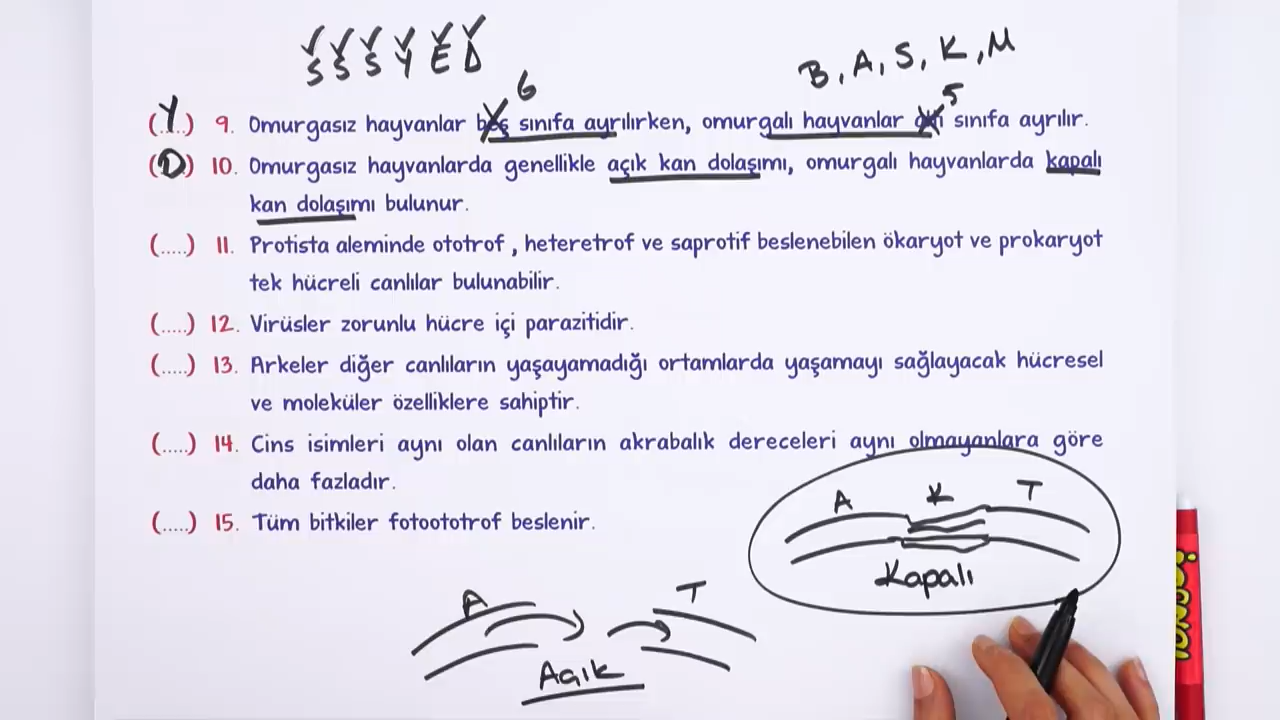 S S S Y E D
B, A, S, K, M
6
5
(Y) 9. Omurgasız hayvanlar beş sınıfa ayrılırken, omurgalı hayvanlar sınıfa ayrılır.
(D) 10. Omurgasız hayvanlarda genellikle açık kan dolaşımı, omurgalı hayvanlarda kapalı
kan dolaşımı bulunur.
(....) 11. Protista aleminde ototrof , heteretrof ve saprotif beslenebilen ökaryot ve prokaryot
tek hücreli canlılar bulunabilir.
(.....) 12. Virüsler zorunlu hücre içi parazitidir.
(.....) 13. Arkeler diğer canlıların yaşayamadığı ortamlarda yaşamayı sağlayacak hücresel
ve moleküler özelliklere sahiptir.
(....) 14. Cins isimleri aynı olan canlıların akrabalık dereceleri aynı olmayanlara göre
daha fazladır.
(.....) 15. Tüm bitkiler fotoototrof beslenir.
A K T
Kapalı
A T
Açık